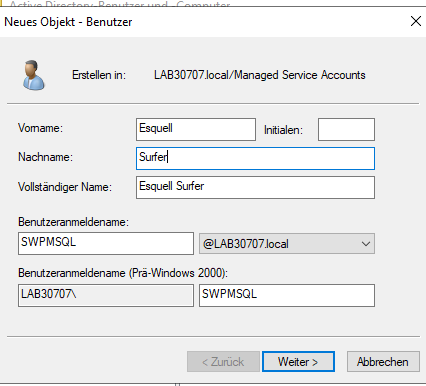 Active Directory-Benutzer und -Computer
Neues Objekt - Benutzer
Erstellen in: LAB30707.local/Managed Service Accounts
Vorname: Esquell Initialen:
Nachname: Surfer
Vollständiger Name: Esquell Surfer
Benutzeranmeldename:
SWPMSQL @LAB30707.local
Benutzeranmeldename (Prä-Windows 2000):
LAB30707\ SWPMSQL
< Zurück Weiter > Abbrechen